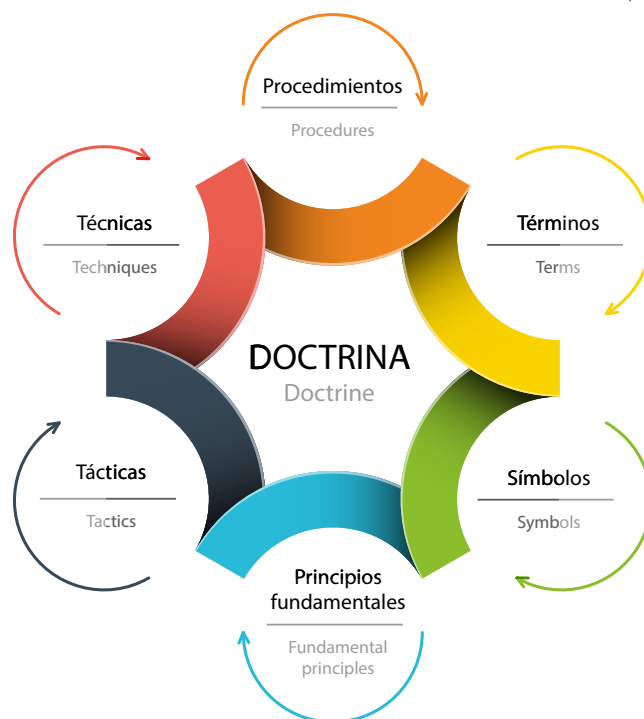 Procedimientos
Procedures
Técnicas
Techniques
Términos
Terms
DOCTRINA
Doctrine
Tácticas
Tactics
Símbolos
Symbols
Principios
fundamentales
Fundamental
principles